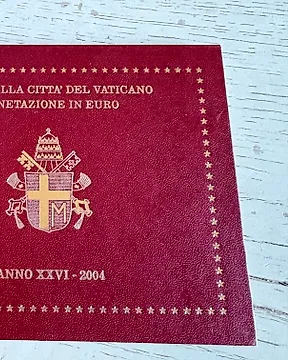 LLA CITTA' DEL VATICANO
NETAZIONE IN EURO
M
ANNO XXVI - 2004